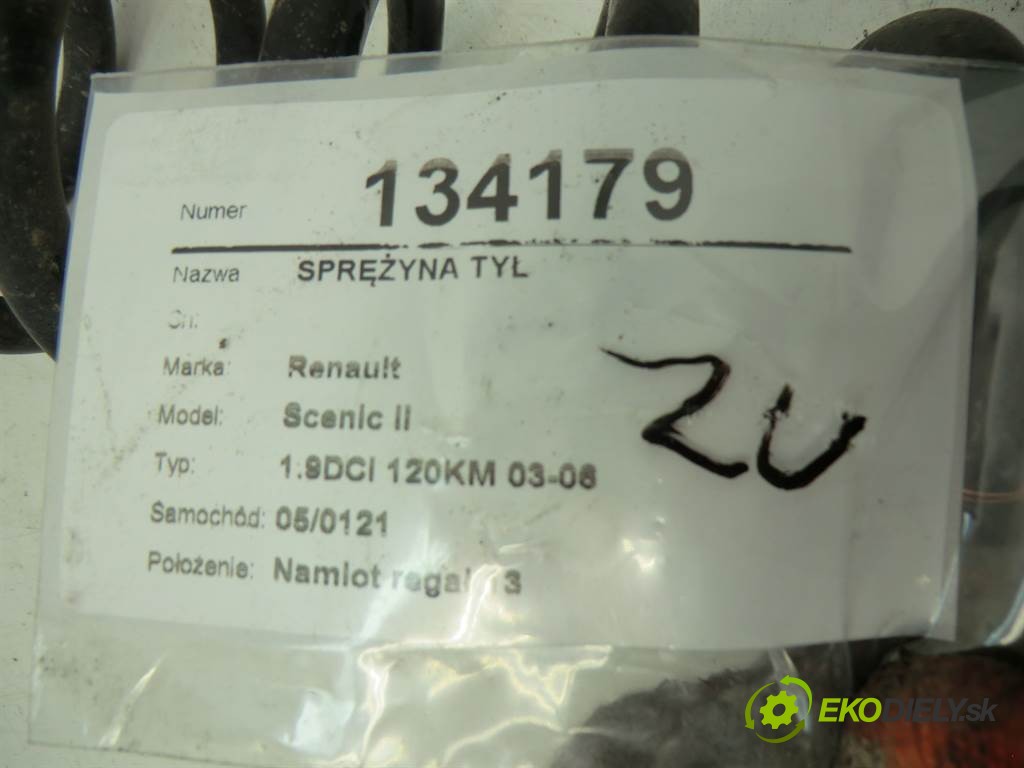 Numer 134179
Nazwa SPRĘŻYNA TYŁ
Marka: Renault
Model: Scenic II
Typ: 1.9DCI 120KM 03-06
Samochód: 05/0121
Położenie: Namiot regał 13
ZU
EKODIELY.sk